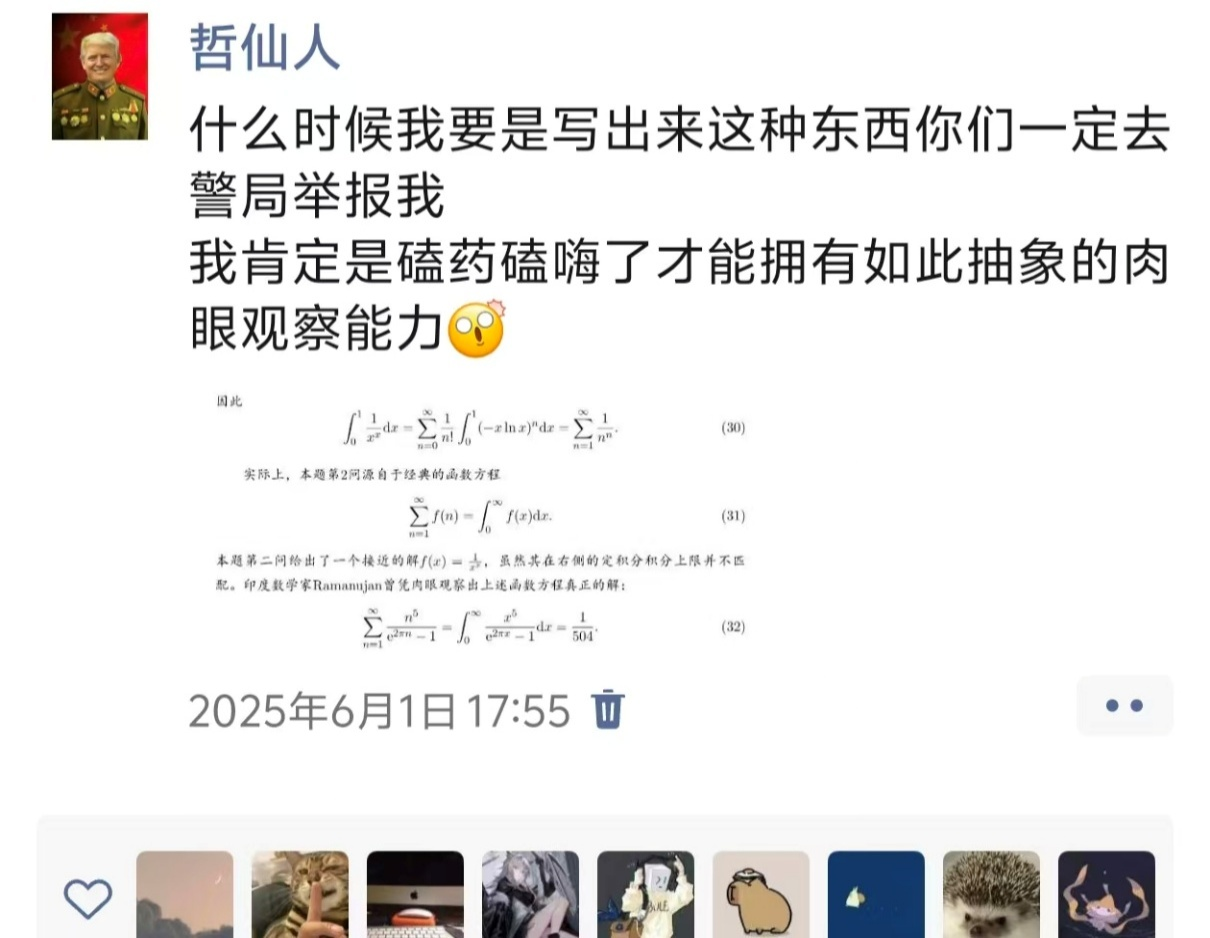 哲仙人
什么时候我要是写出来这种东西你们一定去
警局举报我
我肯定是磕药磕嗨了才能拥有如此抽象的肉
眼观察能力😲
因此
∫₀¹ 1/xˣ dx = ∑ₙ₌₀^∞ 1/n! ∫₀¹ (−x ln x)ⁿ dx = ∑ₙ₌₁^∞ 1/nⁿ. (30)
实际上，本题第2问源自于经典的函数方程
∑ₙ₌₁^∞ f(n) = ∫₀^∞ f(x)dx. (31)
本题第二问给出了一个接近的解f(x) = 1/xˣ，虽然其在右侧的定积分积分上限并不匹
配。印度数学家Ramanujan曾凭肉眼观察出上述函数方程真正的解：
∑ₙ₌₁^∞ n⁵/(e^{2πn} − 1) = ∫₀^∞ x⁵/(e^{2πx} − 1) dx = 1/504. (32)
2025年6月1日 17:55